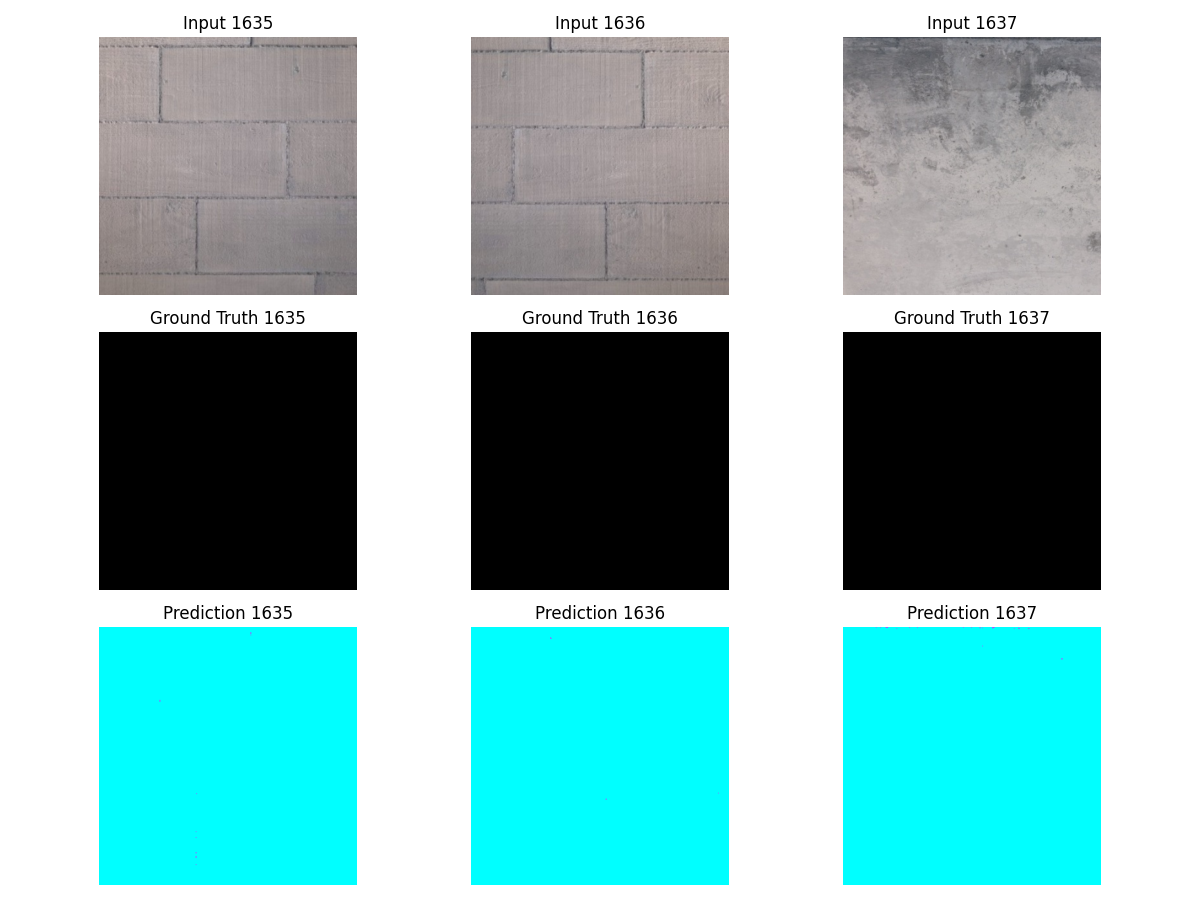 Input 1635
Input 1636
Input 1637
Ground Truth 1635
Ground Truth 1636
Ground Truth 1637
Prediction 1635
Prediction 1636
Prediction 1637